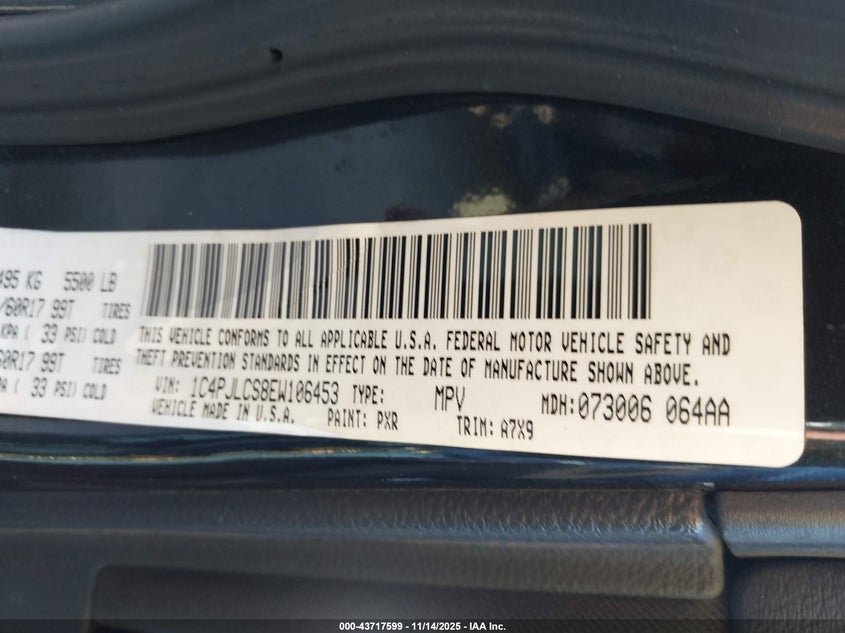 495 KG 5500 LB
/60R17 99T TIRES
KPA ( 33 PSI) COLD
60R17 99T TIRES
PA ( 33 PSI) COLD
THIS VEHICLE CONFORMS TO ALL APPLICABLE U.S.A. FEDERAL MOTOR VEHICLE SAFETY AND
THEFT PREVENTION STANDARDS IN EFFECT ON THE DATE OF MANUFACTURE SHOWN ABOVE.
VIN: 1C4PJLCS8EW106453 TYPE: MPV MDH:073006 064AA
VEHICLE MADE IN U.S.A. PAINT: PXR TRIM: A7X9
000-43717599 - 11/14/2025 - IAA Inc.